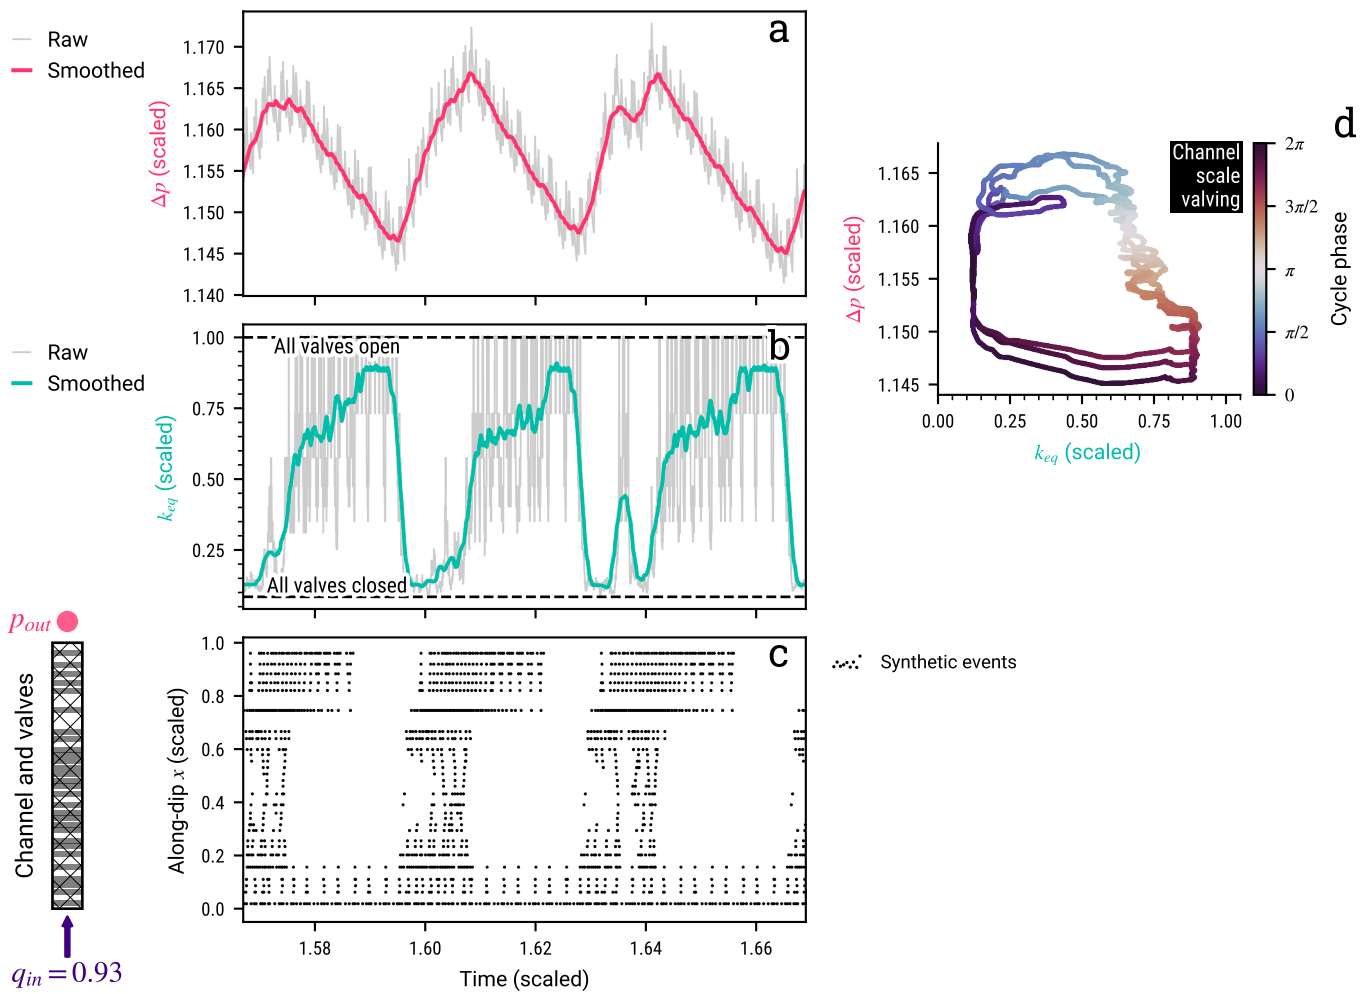 Raw
Smoothed
Δp (scaled)
1.170
1.165
1.160
1.155
1.150
1.145
1.140
a
Raw
Smoothed
k_eq (scaled)
1.00
0.75
0.50
0.25
All valves open
All valves closed
b
p_out
Channel and valves
q_in = 0.93
Along-dip x (scaled)
1.0
0.8
0.6
0.4
0.2
0.0
c
1.58 1.60 1.62 1.64 1.66
Time (scaled)
Synthetic events
d
Δp (scaled)
1.165
1.160
1.155
1.150
1.145
Channel
scale
valving
0.00 0.25 0.50 0.75 1.00
k_eq (scaled)
2π
3π/2
π
π/2
0
Cycle phase